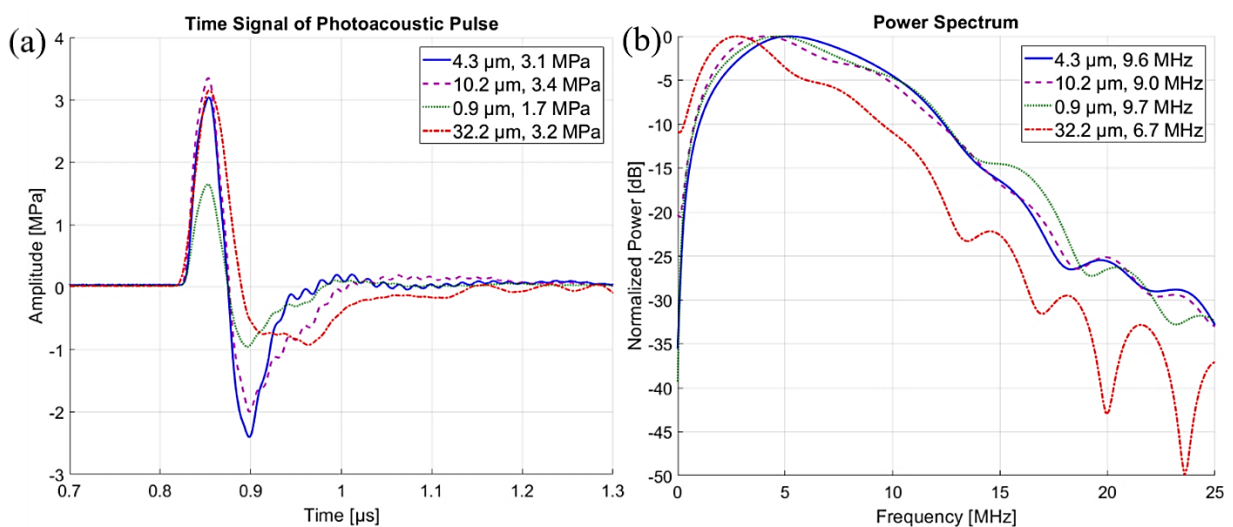 (a)
Time Signal of Photoacoustic Pulse
4.3 µm, 3.1 MPa
10.2 µm, 3.4 MPa
0.9 µm, 1.7 MPa
32.2 µm, 3.2 MPa
Amplitude [MPa]
4
3
2
1
0
-1
-2
-3
0.7 0.8 0.9 1 1.1 1.2 1.3
Time [µs]
(b)
Power Spectrum
4.3 µm, 9.6 MHz
10.2 µm, 9.0 MHz
0.9 µm, 9.7 MHz
32.2 µm, 6.7 MHz
Normalized Power [dB]
0
-5
-10
-15
-20
-25
-30
-35
-40
-45
-50
0 5 10 15 20 25
Frequency [MHz]